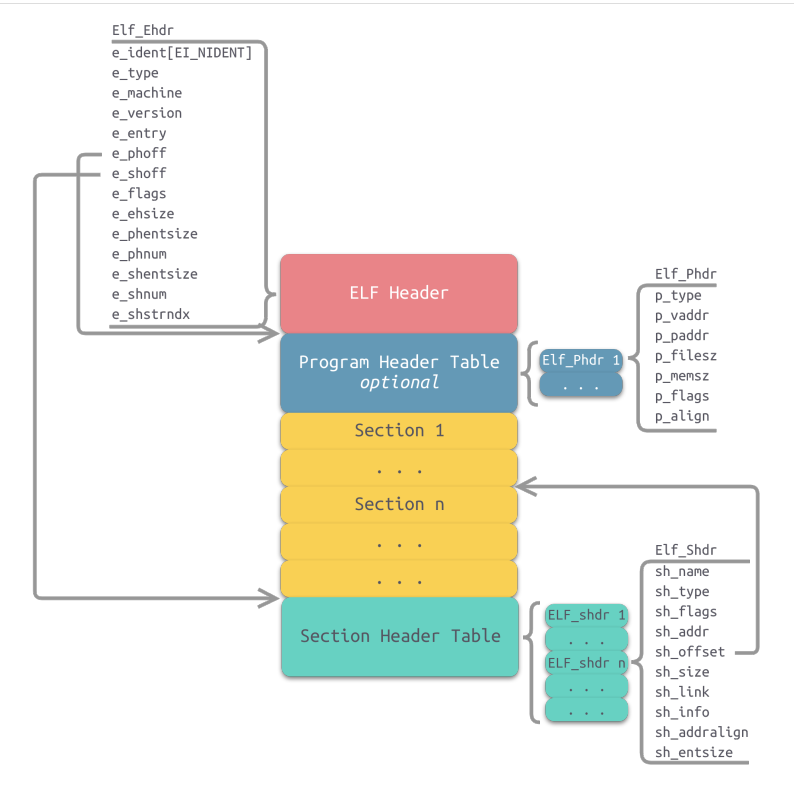 Elf_Ehdr
e_ident[EI_NIDENT]
e_type
e_machine
e_version
e_entry
e_phoff
e_shoff
e_flags
e_ehsize
e_phentsize
e_phnum
e_shentsize
e_shnum
e_shstrndx
ELF Header
Program Header Table
optional
Section 1
. . .
Section n
. . .
. . .
Section Header Table
Elf_Phdr 1
. . .
Elf_Phdr
p_type
p_vaddr
p_paddr
p_filesz
p_memsz
p_flags
p_align
ELF_shdr 1
. . .
ELF_shdr n
. . .
. . .
Elf_Shdr
sh_name
sh_type
sh_flags
sh_addr
sh_offset
sh_size
sh_link
sh_info
sh_addralign
sh_entsize